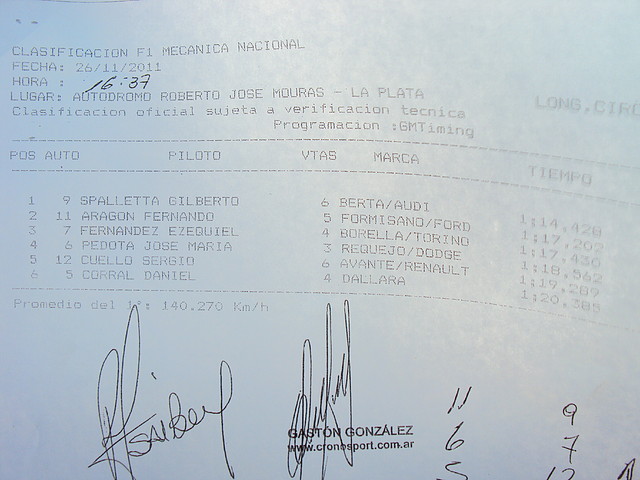 CLASIFICACION F1 MECANICA NACIONAL
FECHA: 26/11/2011
HORA : 16:37
LUGAR: AUTODROMO ROBERTO JOSE MOURAS - LA PLATA LONG.CIRC
Clasificacion oficial sujeta a verificacion tecnica
Programacion :GMTiming
POS AUTO PILOTO VTAS MARCA TIEMPO
1 9 SPALLETTA GILBERTO 6 BERTA/AUDI 1:14.428
2 11 ARAGON FERNANDO 5 FORMISANO/FORD 1:17.202
3 7 FERNANDEZ EZEQUIEL 4 BORELLA/TORINO 1:17.430
4 6 PEDOTA JOSE MARIA 3 REQUEJO/DODGE 1:18.562
5 12 CUELLO SERGIO 6 AVANTE/RENAULT 1:19.289
6 5 CORRAL DANIEL 4 DALLARA 1:20.385
Promedio del 1°: 140.270 Km/h
11 9
GASTÓN GONZÁLEZ
www.cronosport.com.ar
6 7
5 12